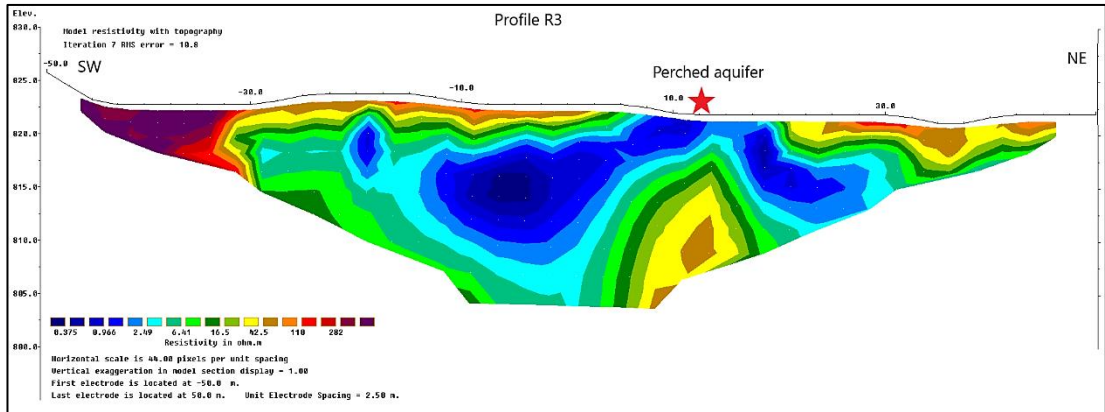 Elev.
Profile R3
830.0
Model resistivity with topography
Iteration 7 RMS error = 10.8
825.0
-50.0
SW
-30.0
-10.0
Perched aquifer
10.0
30.0
NE
820.0
815.0
810.0
805.0
800.0
0.375 0.966 2.49 6.41 16.5 42.5 110 282
Resistivity in ohm.m
Horizontal scale is 44.00 pixels per unit spacing
Vertical exaggeration in model section display = 1.00
First electrode is located at -50.0 m.
Last electrode is located at 50.0 m. Unit Electrode Spacing = 2.50 m.